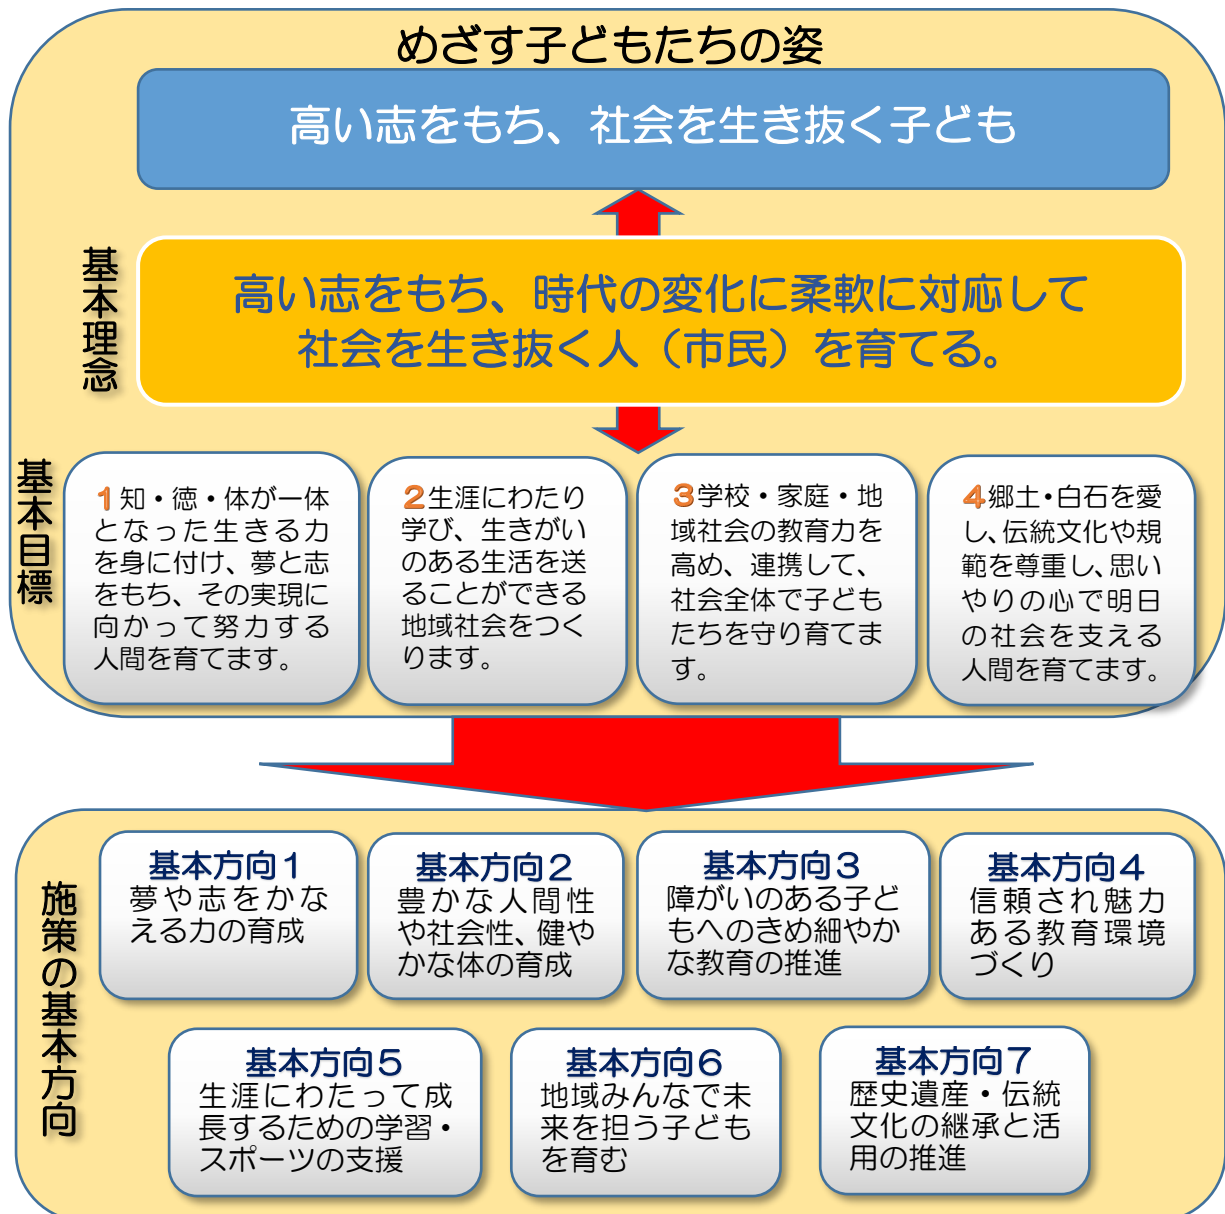 めざす子どもたちの姿
高い志をもち、社会を生き抜く子ども
基本理念
高い志をもち、時代の変化に柔軟に対応して
社会を生き抜く人（市民）を育てる。
基本目標
1知・徳・体が一体
となった生きる力
を身に付け、夢と志
をもち、その実現に
向かって努力する
人間を育てます。
2生涯にわたり
学び、生きがい
のある生活を送
ることができる
地域社会をつく
ります。
3学校・家庭・地
域社会の教育力を
高め、連携して、
社会全体で子ども
たちを守り育てま
す。
4郷土・白石を愛
し、伝統文化や規
範を尊重し、思い
やりの心で明日
の社会を支える
人間を育てます。
施策の基本方向
基本方向１
夢や志をかな
える力の育成
基本方向２
豊かな人間性
や社会性、健や
かな体の育成
基本方向３
障がいのある子ど
もへのきめ細やか
な教育の推進
基本方向４
信頼され魅力
ある教育環境
づくり
基本方向５
生涯にわたって成
長するための学習・
スポーツの支援
基本方向６
地域みんなで未
来を担う子ども
を育む
基本方向７
歴史遺産・伝統
文化の継承と活
用の推進